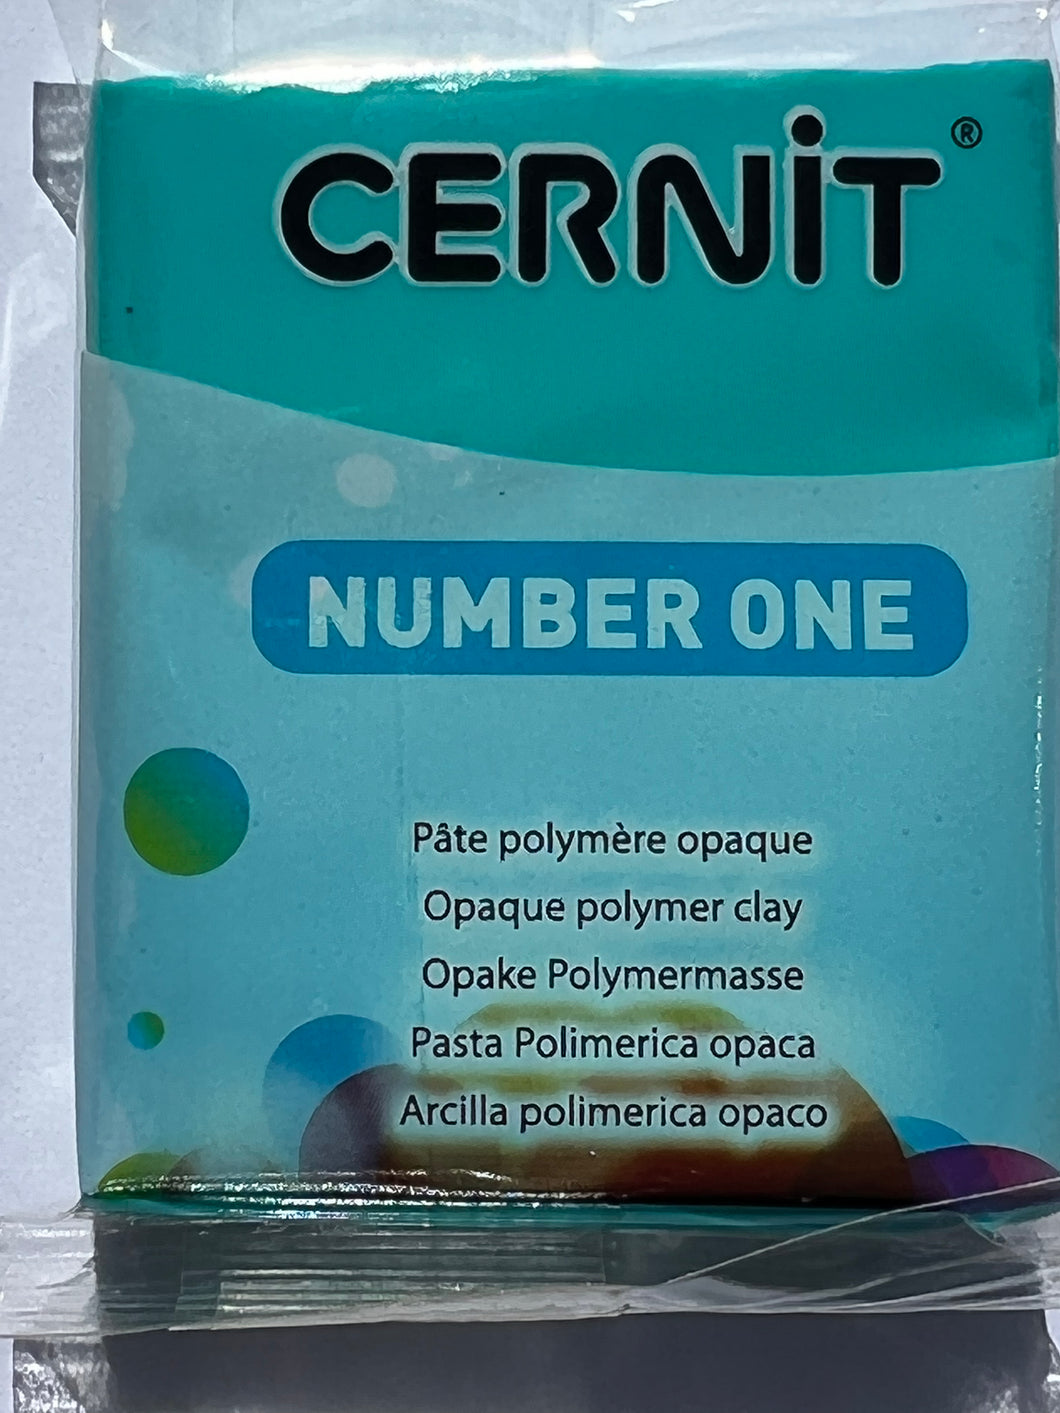 CERNiT®
NUMBER ONE
Pâte polymère opaque
Opaque polymer clay
Opake Polymermasse
Pasta Polimerica opaca
Arcilla polimerica opaco